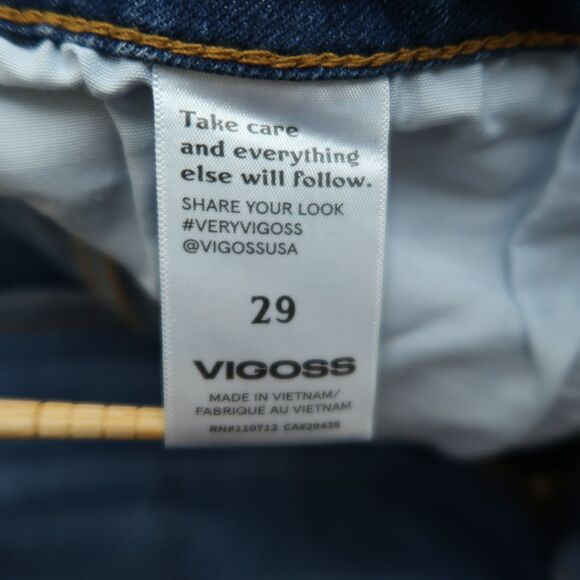 Take care
and everything
else will follow.
SHARE YOUR LOOK
#VERYVIGOSS
@VIGOSSUSA
29
VIGOSS
MADE IN VIETNAM/
FABRIQUE AU VIETNAM
RN#110712 CA#29438